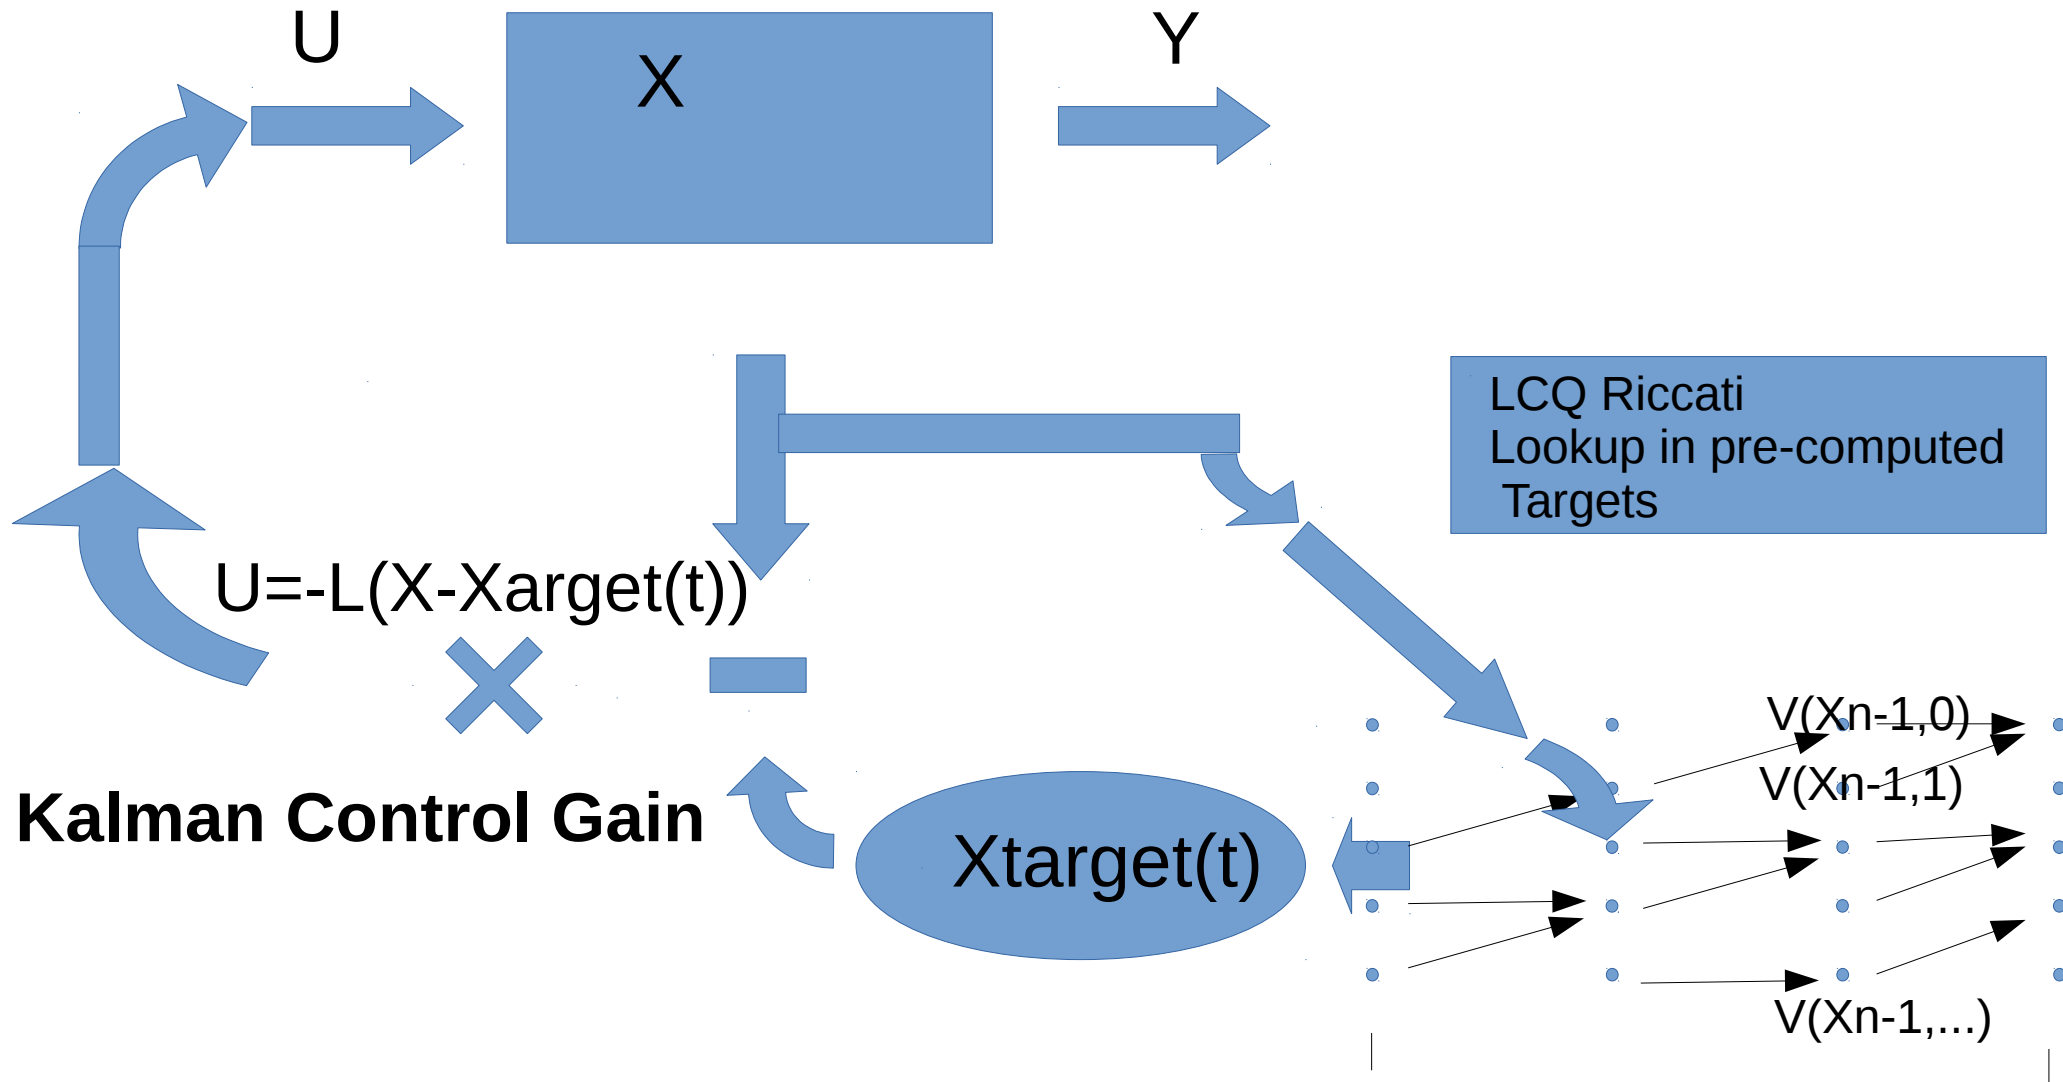 U
X
Y
LCQ Riccati
Lookup in pre-computed
Targets
U=-L(X-Xarget(t))
V(Xn-1,0)
V(Xn-1,1)
Kalman Control Gain
Xtarget(t)
V(Xn-1,...)